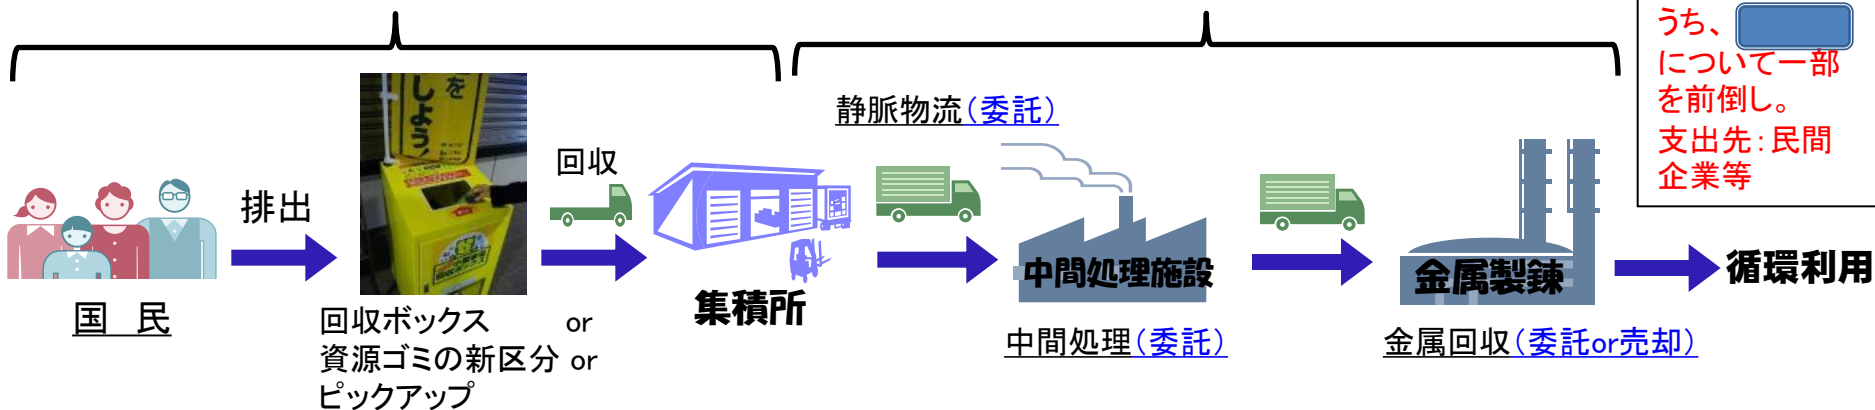 うち、
について一部
を前倒し。
支出先：民間
企業等
静脈物流（委託）
を
しよう！
回収
排出
国　民
回収ボックス　or
資源ゴミの新区分 or
ピックアップ
集積所
中間処理施設
中間処理（委託）
金属製錬
金属回収（委託or売却）
循環利用